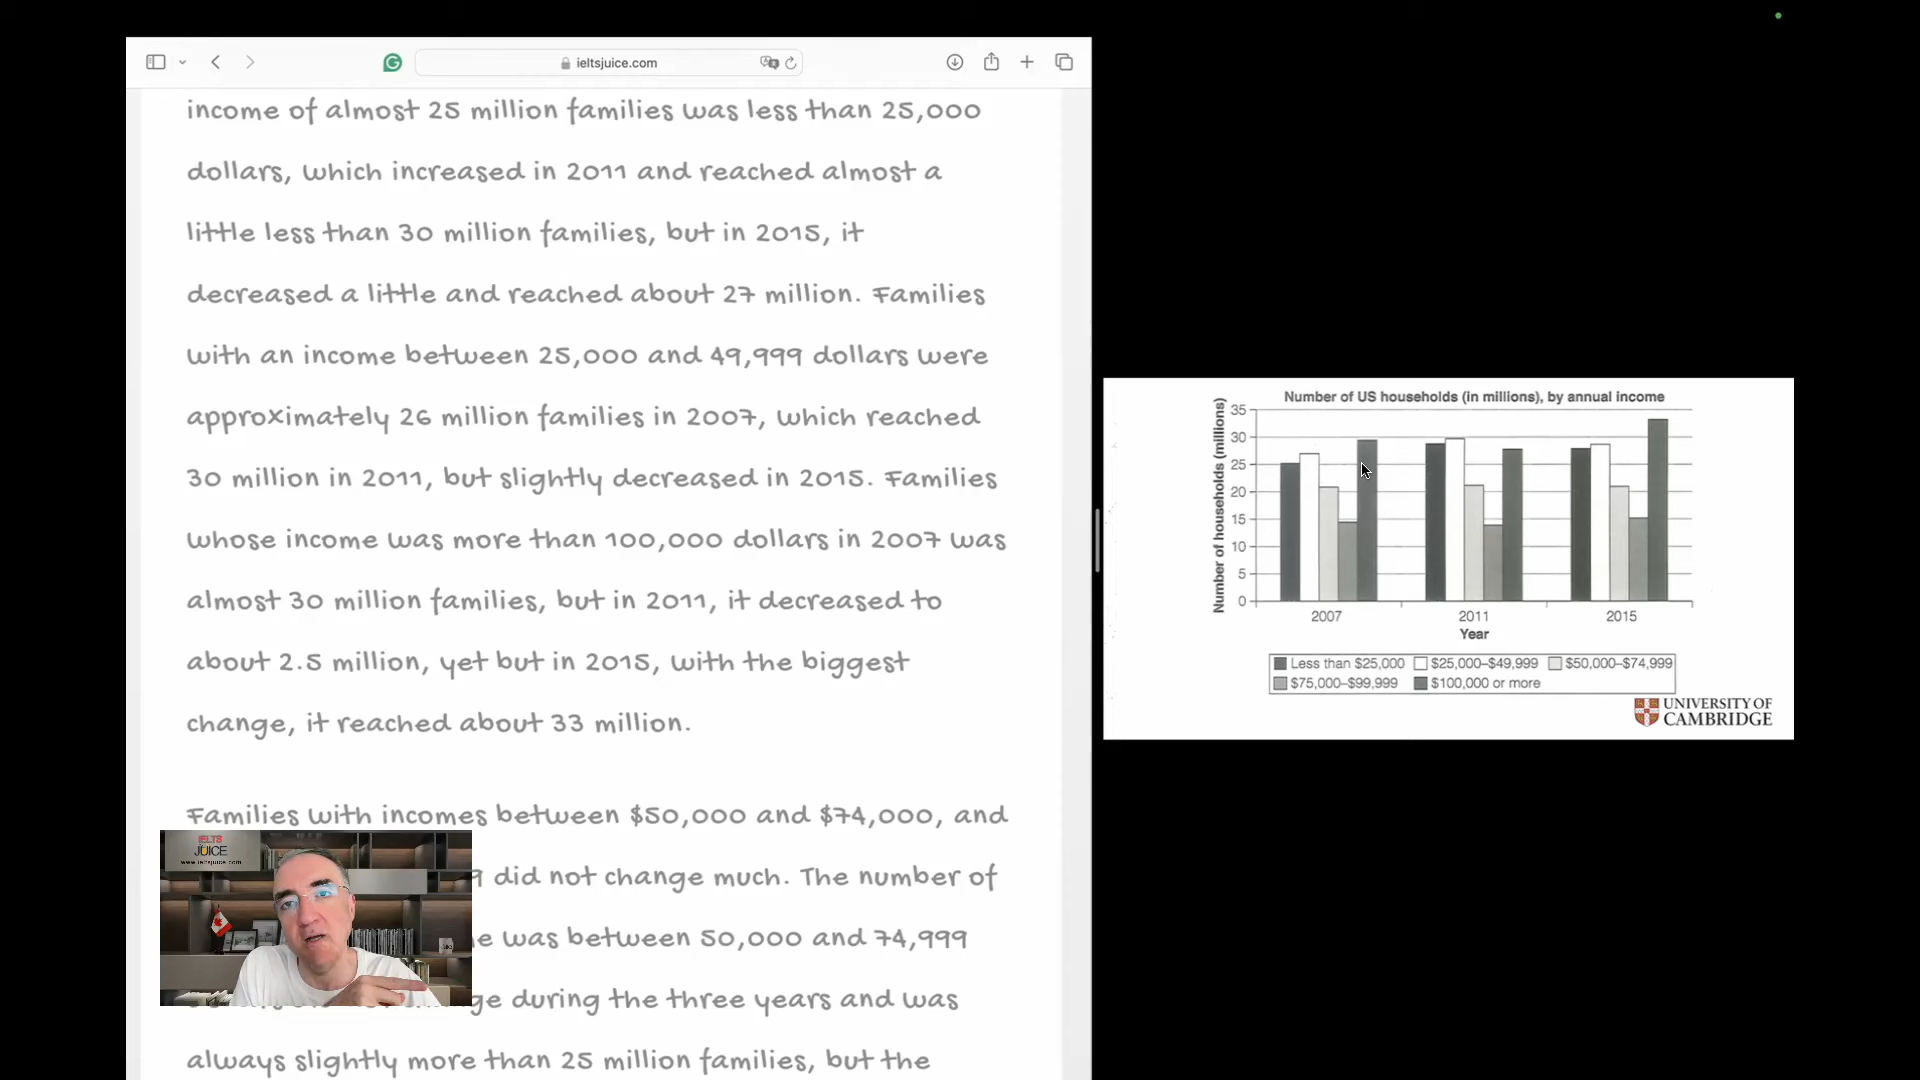 ieltsjuice.com
income of almost 25 million families was less than 25,000
dollars, which increased in 2011 and reached almost a
little less than 30 million families, but in 2015, it
decreased a little and reached about 27 million. Families
with an income between 25,000 and 49,999 dollars were
approximately 26 million families in 2007, which reached
30 million in 2011, but slightly decreased in 2015. Families
whose income was more than 100,000 dollars in 2007 was
almost 30 million families, but in 2011, it decreased to
about 2.5 million, yet but in 2015, with the biggest
change, it reached about 33 million.
Families with incomes between $50,000 and $74,000, and
9 did not change much. The number of
e was between 50,000 and 74,999
ge during the three years and was
always slightly more than 25 million families, but the
IELTS
JUICE
www.ieltsjuice.com
Number of US households (in millions), by annual income
Number of households (millions)
35
30
25
20
15
10
5
0
2007 2011 2015
Year
Less than $25,000 $25,000–$49,999 $50,000–$74,999
$75,000–$99,999 $100,000 or more
UNIVERSITY OF
CAMBRIDGE